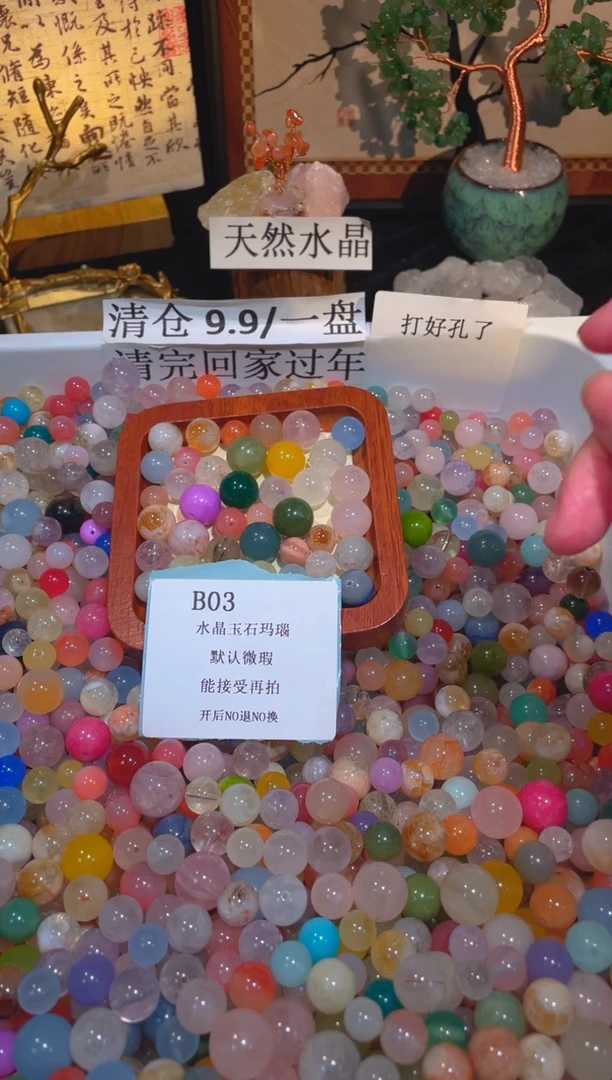 天然水晶
清仓 9.9/一盘
请完回家过年
打好孔了
B03
水晶玉石玛瑙
默认微瑕
能接受再拍
开后NO退NO换